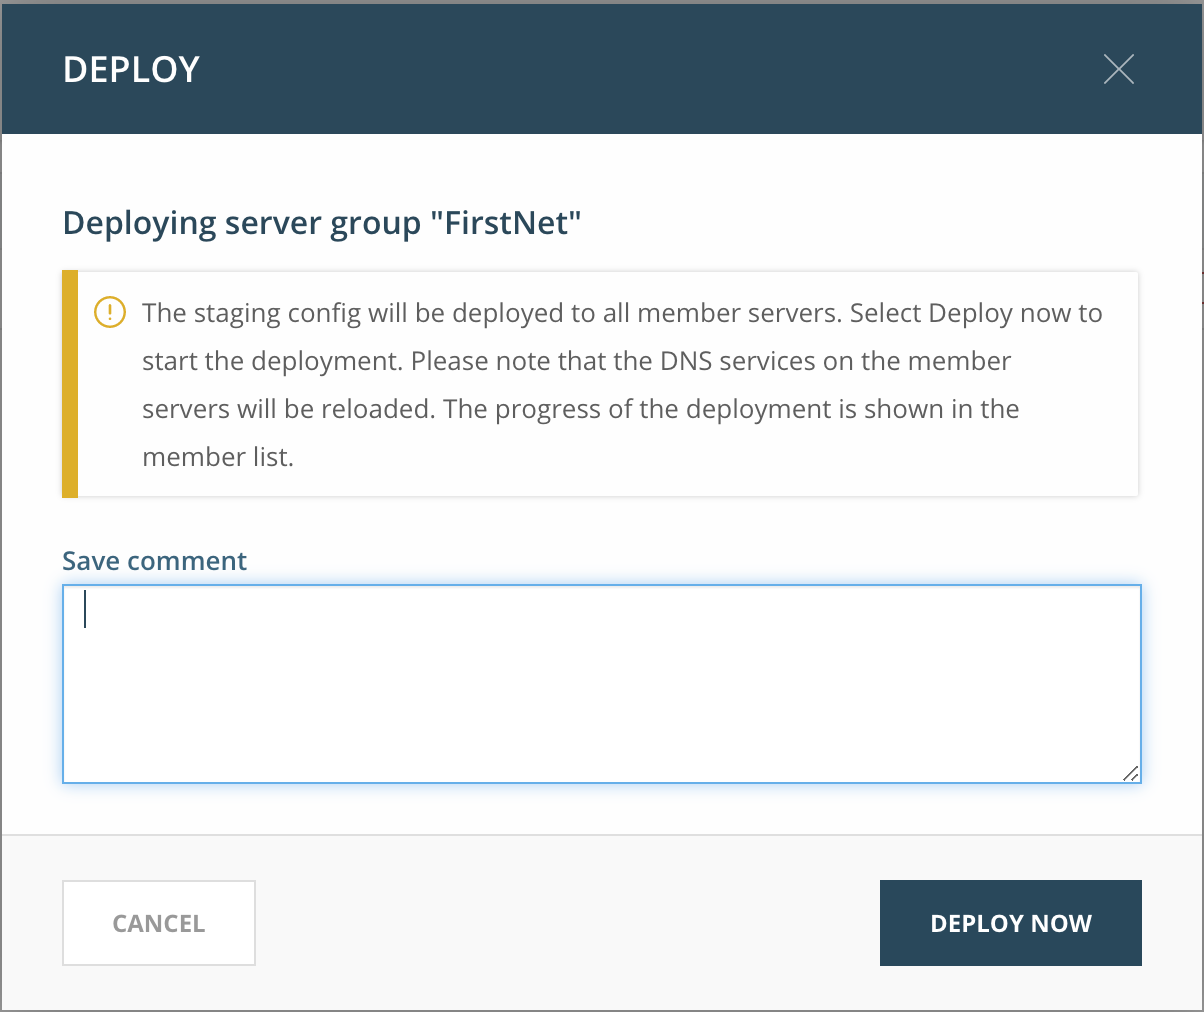 DEPLOY
Deploying server group "FirstNet"
The staging config will be deployed to all member servers. Select Deploy now to
start the deployment. Please note that the DNS services on the member
servers will be reloaded. The progress of the deployment is shown in the
member list.
Save comment
CANCEL
DEPLOY NOW